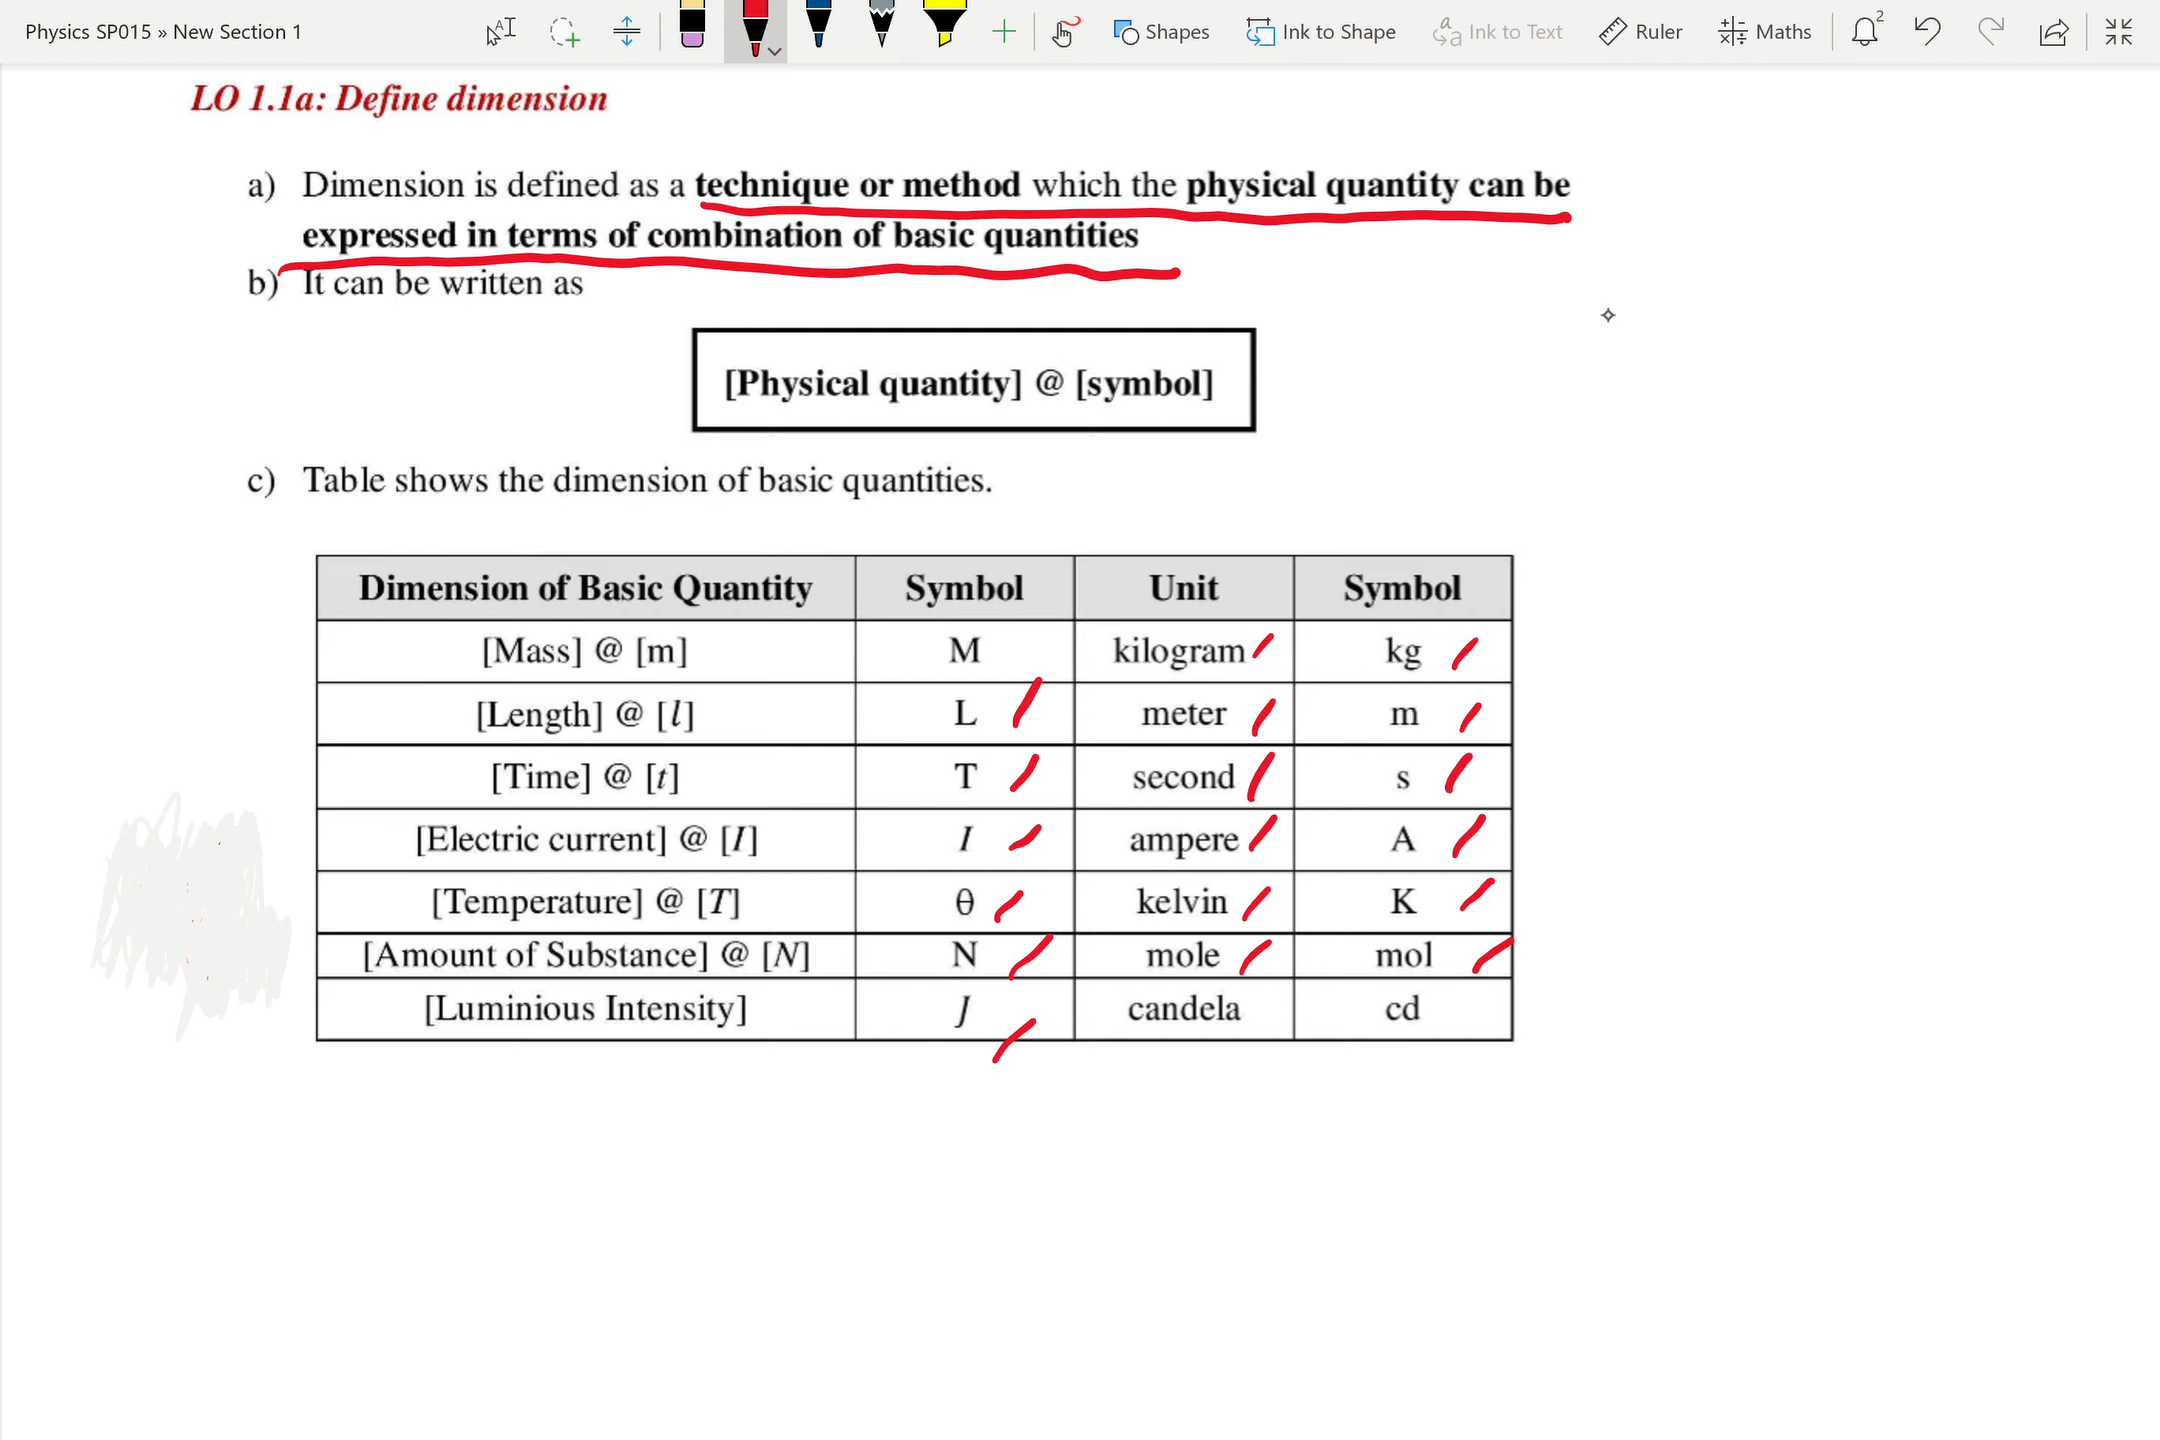 Physics SP015 » New Section 1
Shapes
Ink to Shape
Ink to Text
Ruler
Maths
2
LO 1.1a: Define dimension
a) Dimension is defined as a technique or method which the physical quantity can be
expressed in terms of combination of basic quantities
b) It can be written as
[Physical quantity] @ [symbol]
c) Table shows the dimension of basic quantities.
Dimension of Basic Quantity Symbol Unit Symbol
[Mass] @ [m] M kilogram kg
[Length] @ [l] L meter m
[Time] @ [t] T second s
[Electric current] @ [I] I ampere A
[Temperature] @ [T] θ kelvin K
[Amount of Substance] @ [N] N mole mol
[Luminious Intensity] J candela cd